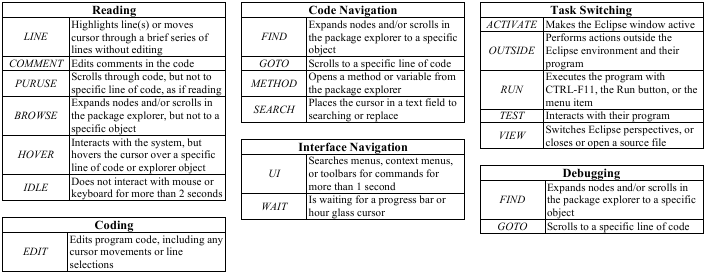 Reading
LINE
Highlights line(s) or moves
cursor through a brief series of
lines without editing
COMMENT
Edits comments in the code
PURUSE
Scrolls through code, but not to
specific line of code, as if reading
BROWSE
Expands nodes and/or scrolls in
the package explorer, but not to a
specific object
HOVER
Interacts with the system, but
hovers the cursor over a specific
line of code or explorer object
IDLE
Does not interact with mouse or
keyboard for more than 2 seconds
Coding
EDIT
Edits program code, including any
cursor movements or line
selections
Code Navigation
FIND
Expands nodes and/or scrolls in
the package explorer to a specific
object
GOTO
Scrolls to a specific line of code
METHOD
Opens a method or variable from
the package explorer
SEARCH
Places the cursor in a text field to
searching or replace
Interface Navigation
UI
Searches menus, context menus,
or toolbars for commands for
more than 1 second
WAIT
Is waiting for a progress bar or
hour glass cursor
Task Switching
ACTIVATE
Makes the Eclipse window active
OUTSIDE
Performs actions outside the
Eclipse environment and their
program
RUN
Executes the program with
CTRL-F11, the Run button, or the
menu item
TEST
Interacts with their program
VIEW
Switches Eclipse perspectives, or
closes or open a source file
Debugging
FIND
Expands nodes and/or scrolls in
the package explorer to a specific
object
GOTO
Scrolls to a specific line of code